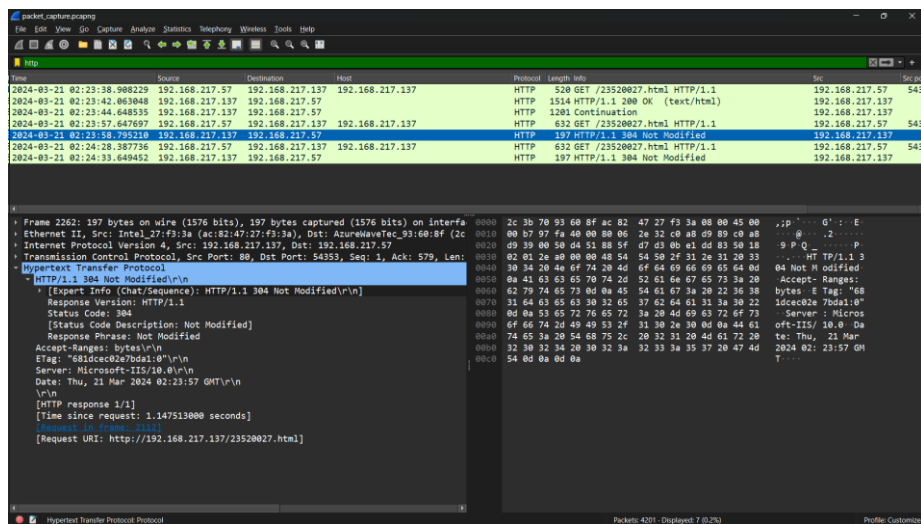 packet_capture.pcapng
File Edit View Go Capture Analyze Statistics Telephony Wireless Tools Help
http
Time Source Destination Host Protocol Length Info Src Src po
2024-03-21 02:23:38.908229 192.168.217.57 192.168.217.137 192.168.217.137 HTTP 520 GET /23520027.html HTTP/1.1 192.168.217.57 543
2024-03-21 02:23:42.063048 192.168.217.137 192.168.217.57 HTTP 1514 HTTP/1.1 200 OK (text/html) 192.168.217.137
2024-03-21 02:23:44.648535 192.168.217.137 192.168.217.57 HTTP 1201 Continuation 192.168.217.137
2024-03-21 02:23:57.647697 192.168.217.57 192.168.217.137 192.168.217.137 HTTP 632 GET /23520027.html HTTP/1.1 192.168.217.57 543
2024-03-21 02:23:58.795210 192.168.217.137 192.168.217.57 HTTP 197 HTTP/1.1 304 Not Modified 192.168.217.137
2024-03-21 02:24:28.387736 192.168.217.57 192.168.217.137 192.168.217.137 HTTP 632 GET /23520027.html HTTP/1.1 192.168.217.57 543
2024-03-21 02:24:33.649452 192.168.217.137 192.168.217.57 HTTP 197 HTTP/1.1 304 Not Modified 192.168.217.137
Frame 2262: 197 bytes on wire (1576 bits), 197 bytes captured (1576 bits) on interfa
Ethernet II, Src: Intel_27:f3:3a (ac:82:47:27:f3:3a), Dst: AzureWaveTec_93:60:8f (2c
Internet Protocol Version 4, Src: 192.168.217.137, Dst: 192.168.217.57
Transmission Control Protocol, Src Port: 80, Dst Port: 54353, Seq: 1, Ack: 579, Len:
Hypertext Transfer Protocol
HTTP/1.1 304 Not Modified\r\n
[Expert Info (Chat/Sequence): HTTP/1.1 304 Not Modified\r\n]
Response Version: HTTP/1.1
Status Code: 304
[Status Code Description: Not Modified]
Response Phrase: Not Modified
Accept-Ranges: bytes\r\n
ETag: "681dcec02e7bda1:0"\r\n
Server: Microsoft-IIS/10.0\r\n
Date: Thu, 21 Mar 2024 02:23:57 GMT\r\n
\r\n
[HTTP response 1/1]
[Time since request: 1.147513000 seconds]
[Request in frame: 2112]
[Request URI: http://192.168.217.137/23520027.html]
0000 2c 3b 70 93 60 8f ac 82 47 27 f3 3a 08 00 45 00
0010 00 b7 97 fa 40 00 80 06 2e 32 c0 a8 d9 89 c0 a8
0020 d9 39 00 50 d4 51 88 5f d7 d3 0b e1 dd 83 50 18
0030 02 01 2e a0 00 00 48 54 54 50 2f 31 2e 31 20 33
0040 30 34 20 4e 6f 74 20 4d 6f 64 69 66 69 65 64 0d
0050 0a 41 63 63 65 70 74 2d 52 61 6e 67 65 73 3a 20
0060 62 79 74 65 73 0d 0a 45 54 61 67 3a 20 22 36 38
0070 31 64 63 65 63 30 32 65 37 62 64 61 31 3a 30 22
0080 0d 0a 53 65 72 76 65 72 3a 20 4d 69 63 72 6f 73
0090 6f 66 74 2d 49 49 53 2f 31 30 2e 30 0d 0a 44 61
00a0 74 65 3a 20 54 68 75 2c 20 32 31 20 4d 61 72 20
00b0 32 30 32 34 20 30 32 3a 32 33 3a 35 37 20 47 4d
00c0 54 0d 0a 0d 0a
,;p·`··· G'·:··E·
····@··· .2······
·9·P·Q·_ ······P·
··.···HT TP/1.1 3
04 Not M odified·
·Accept- Ranges:
bytes··E Tag: "68
1dcec02e 7bda1:0"
··Server : Micros
oft-IIS/ 10.0··Da
te: Thu, 21 Mar
2024 02: 23:57 GM
T····
Hypertext Transfer Protocol: Protocol
Packets: 4201 · Displayed: 7 (0.2%)
Profile: Customize